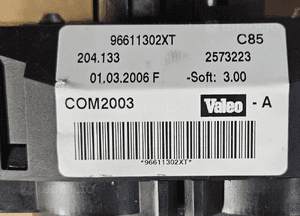 96611302XT C85
204.133 2573223
01.03.2006 F -Soft: 3.00
COM2003 Valeo - A
*96611302XT*